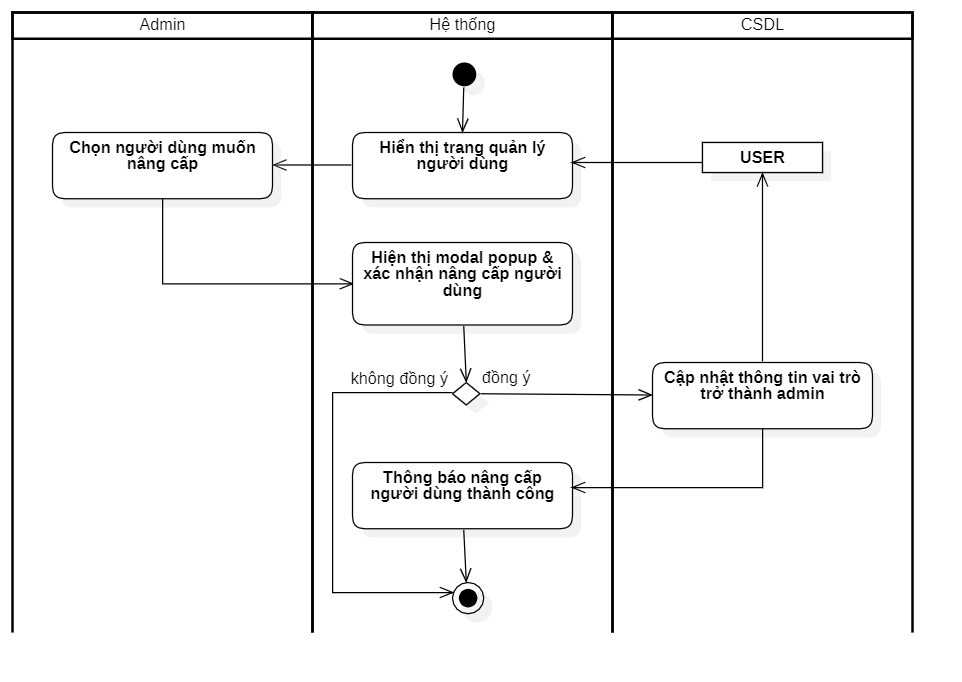 Admin
Hệ thống
CSDL
Chọn người dùng muốn
nâng cấp
Hiển thị trang quản lý
người dùng
USER
Hiện thị modal popup &
xác nhận nâng cấp người
dùng
không đồng ý
đồng ý
Cập nhật thông tin vai trò
trở thành admin
Thông báo nâng cấp
người dùng thành công